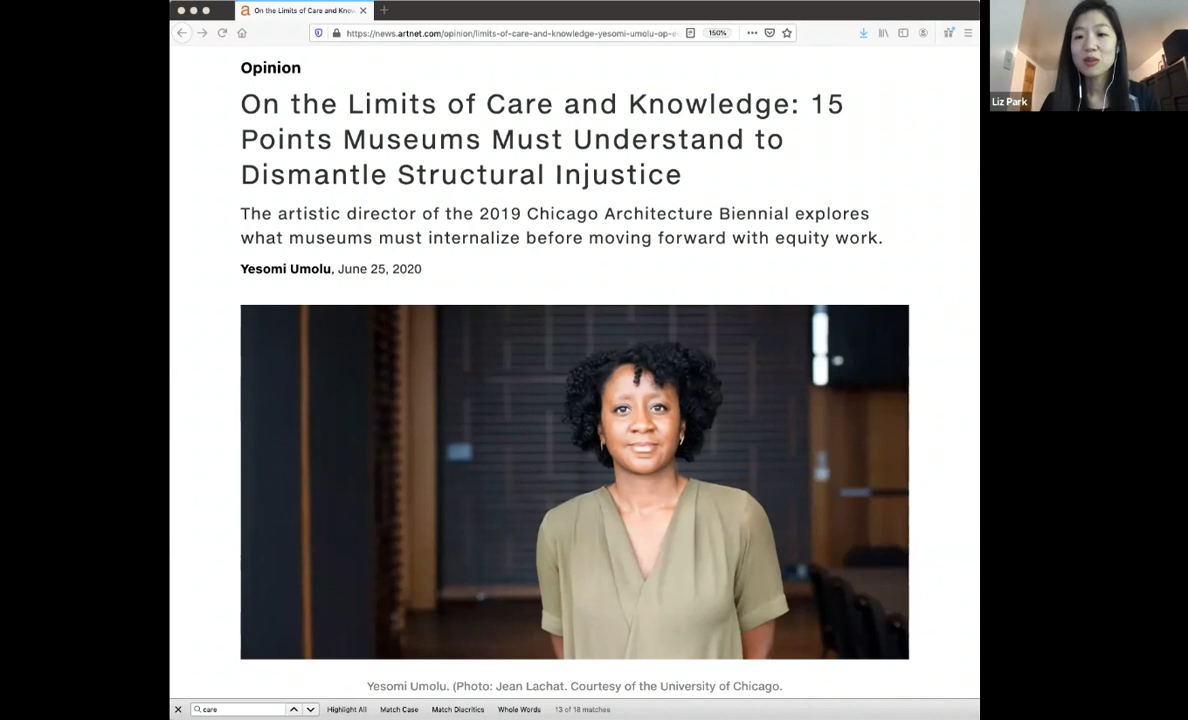 On the Limits of Care and Know
https://news.artnet.com/opinion/limits-of-care-and-knowledge-yesomi-umolu-op-e
150%
Liz Park
Opinion
On the Limits of Care and Knowledge: 15
Points Museums Must Understand to
Dismantle Structural Injustice
The artistic director of the 2019 Chicago Architecture Biennial explores
what museums must internalize before moving forward with equity work.
Yesomi Umolu, June 25, 2020
Yesomi Umolu. (Photo: Jean Lachat. Courtesy of the University of Chicago.
care
Highlight All Match Case Match Diacritics Whole Words 13 of 18 matches